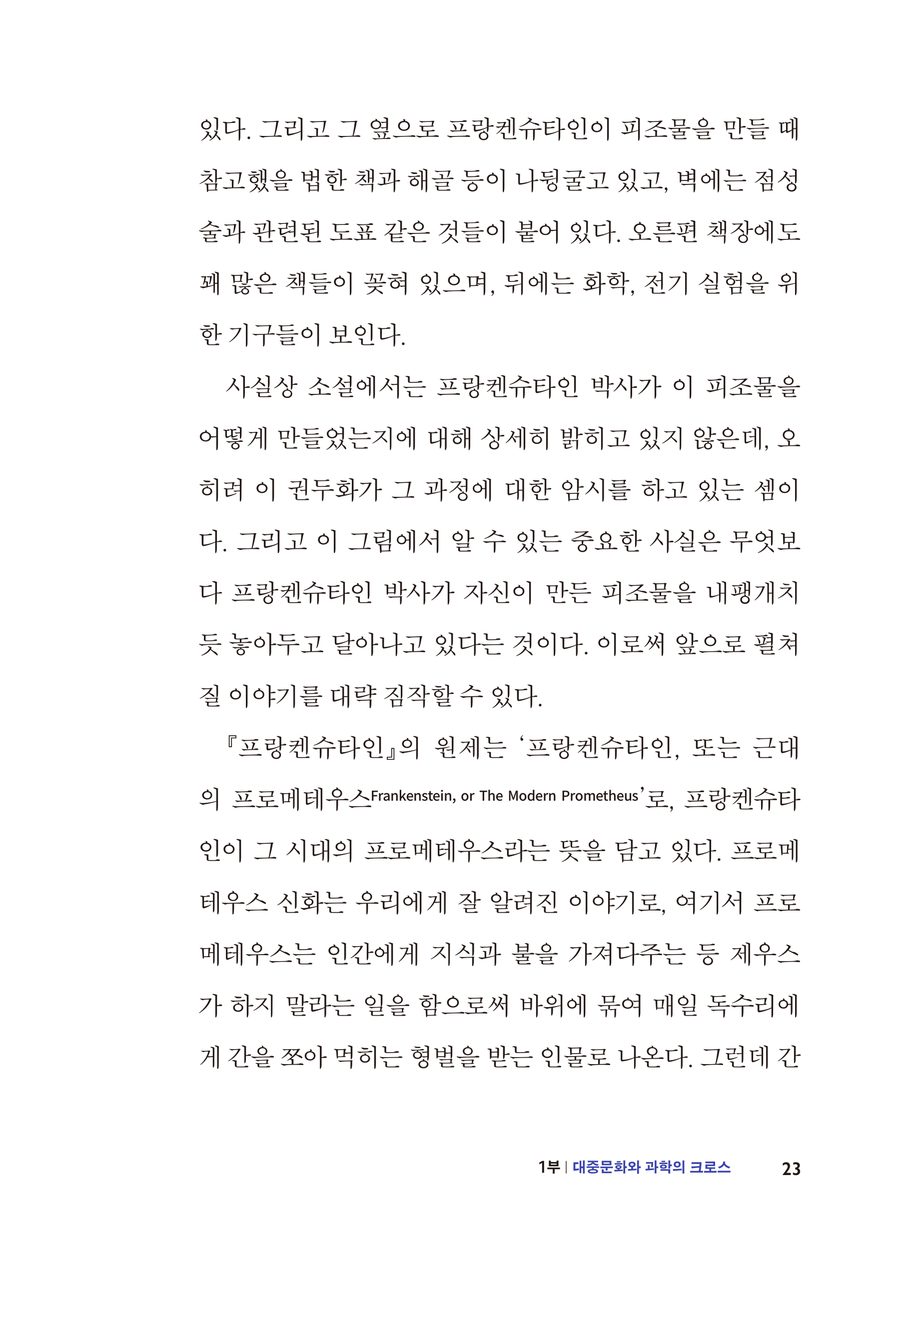 있다. 그리고 그 옆으로 프랑켄슈타인이 피조물을 만들 때
참고했을 법한 책과 해골 등이 나뒹굴고 있고, 벽에는 점성
술과 관련된 도표 같은 것들이 붙어 있다. 오른편 책장에도
꽤 많은 책들이 꽂혀 있으며, 뒤에는 화학, 전기 실험을 위
한 기구들이 보인다.
사실상 소설에서는 프랑켄슈타인 박사가 이 피조물을
어떻게 만들었는지에 대해 상세히 밝히고 있지 않은데, 오
히려 이 권두화가 그 과정에 대한 암시를 하고 있는 셈이
다. 그리고 이 그림에서 알 수 있는 중요한 사실은 무엇보
다 프랑켄슈타인 박사가 자신이 만든 피조물을 내팽개치
듯 놓아두고 달아나고 있다는 것이다. 이로써 앞으로 펼쳐
질 이야기를 대략 짐작할 수 있다.
『프랑켄슈타인』의 원제는 ‘프랑켄슈타인, 또는 근대
의 프로메테우스Frankenstein, or The Modern Prometheus’로, 프랑켄슈타
인이 그 시대의 프로메테우스라는 뜻을 담고 있다. 프로메
테우스 신화는 우리에게 잘 알려진 이야기로, 여기서 프로
메테우스는 인간에게 지식과 불을 가져다주는 등 제우스
가 하지 말라는 일을 함으로써 바위에 묶여 매일 독수리에
게 간을 쪼아 먹히는 형벌을 받는 인물로 나온다. 그런데 간
1부 | 대중문화와 과학의 크로스 23